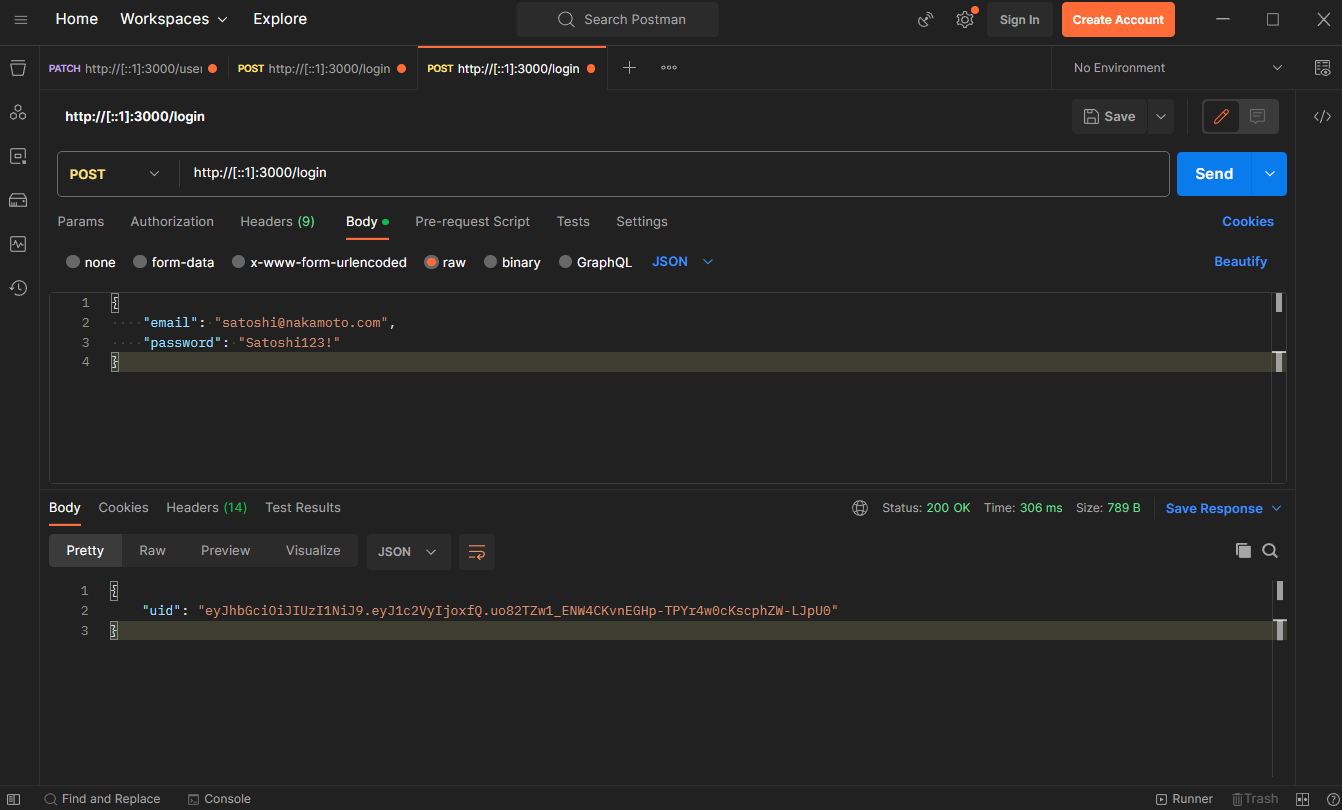 Home Workspaces Explore Search Postman Sign In Create Account
PATCH http://[::1]:3000/user POST http://[::1]:3000/login POST http://[::1]:3000/login No Environment
http://[::1]:3000/login Save
POST http://[::1]:3000/login Send
Params Authorization Headers (9) Body Pre-request Script Tests Settings Cookies
none form-data x-www-form-urlencoded raw binary GraphQL JSON Beautify
1 {
2 "email": "satoshi@nakamoto.com",
3 "password": "Satoshi123!"
4 }
Body Cookies Headers (14) Test Results Status: 200 OK Time: 306 ms Size: 789 B Save Response
Pretty Raw Preview Visualize JSON
1 {
2 "uid": "eyJhbGciOiJIUzI1NiJ9.eyJ1c2VyIjoxfQ.uo82TZw1_ENW4CKvnEGHp-TPYr4w0cKscphZW-LJpU0"
3 }
Find and Replace Console Runner Trash